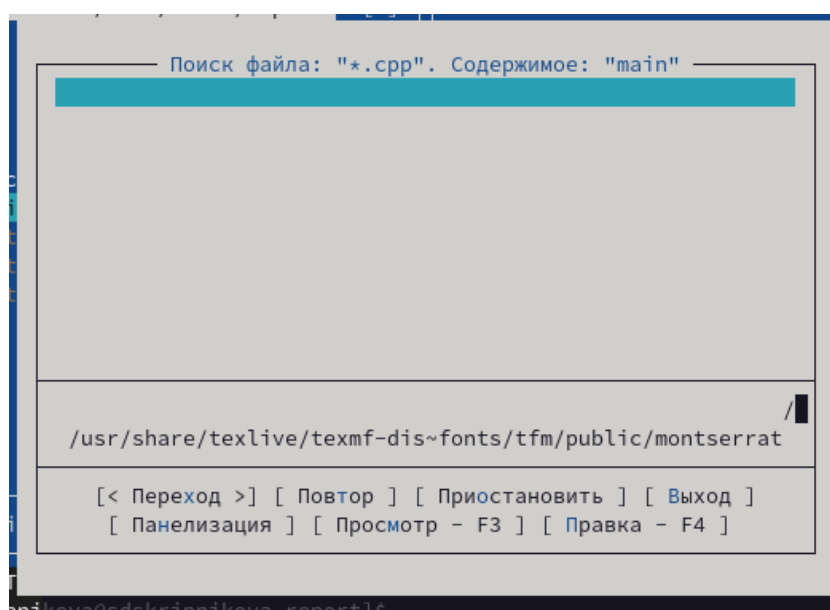 Поиск файла: "*.cpp". Содержимое: "main"
/
/usr/share/texlive/texmf-dis~fonts/tfm/public/montserrat
[< Переход >] [ Повтор ] [ Приостановить ] [ Выход ]
[ Панелизация ] [ Просмотр - F3 ] [ Правка - F4 ]